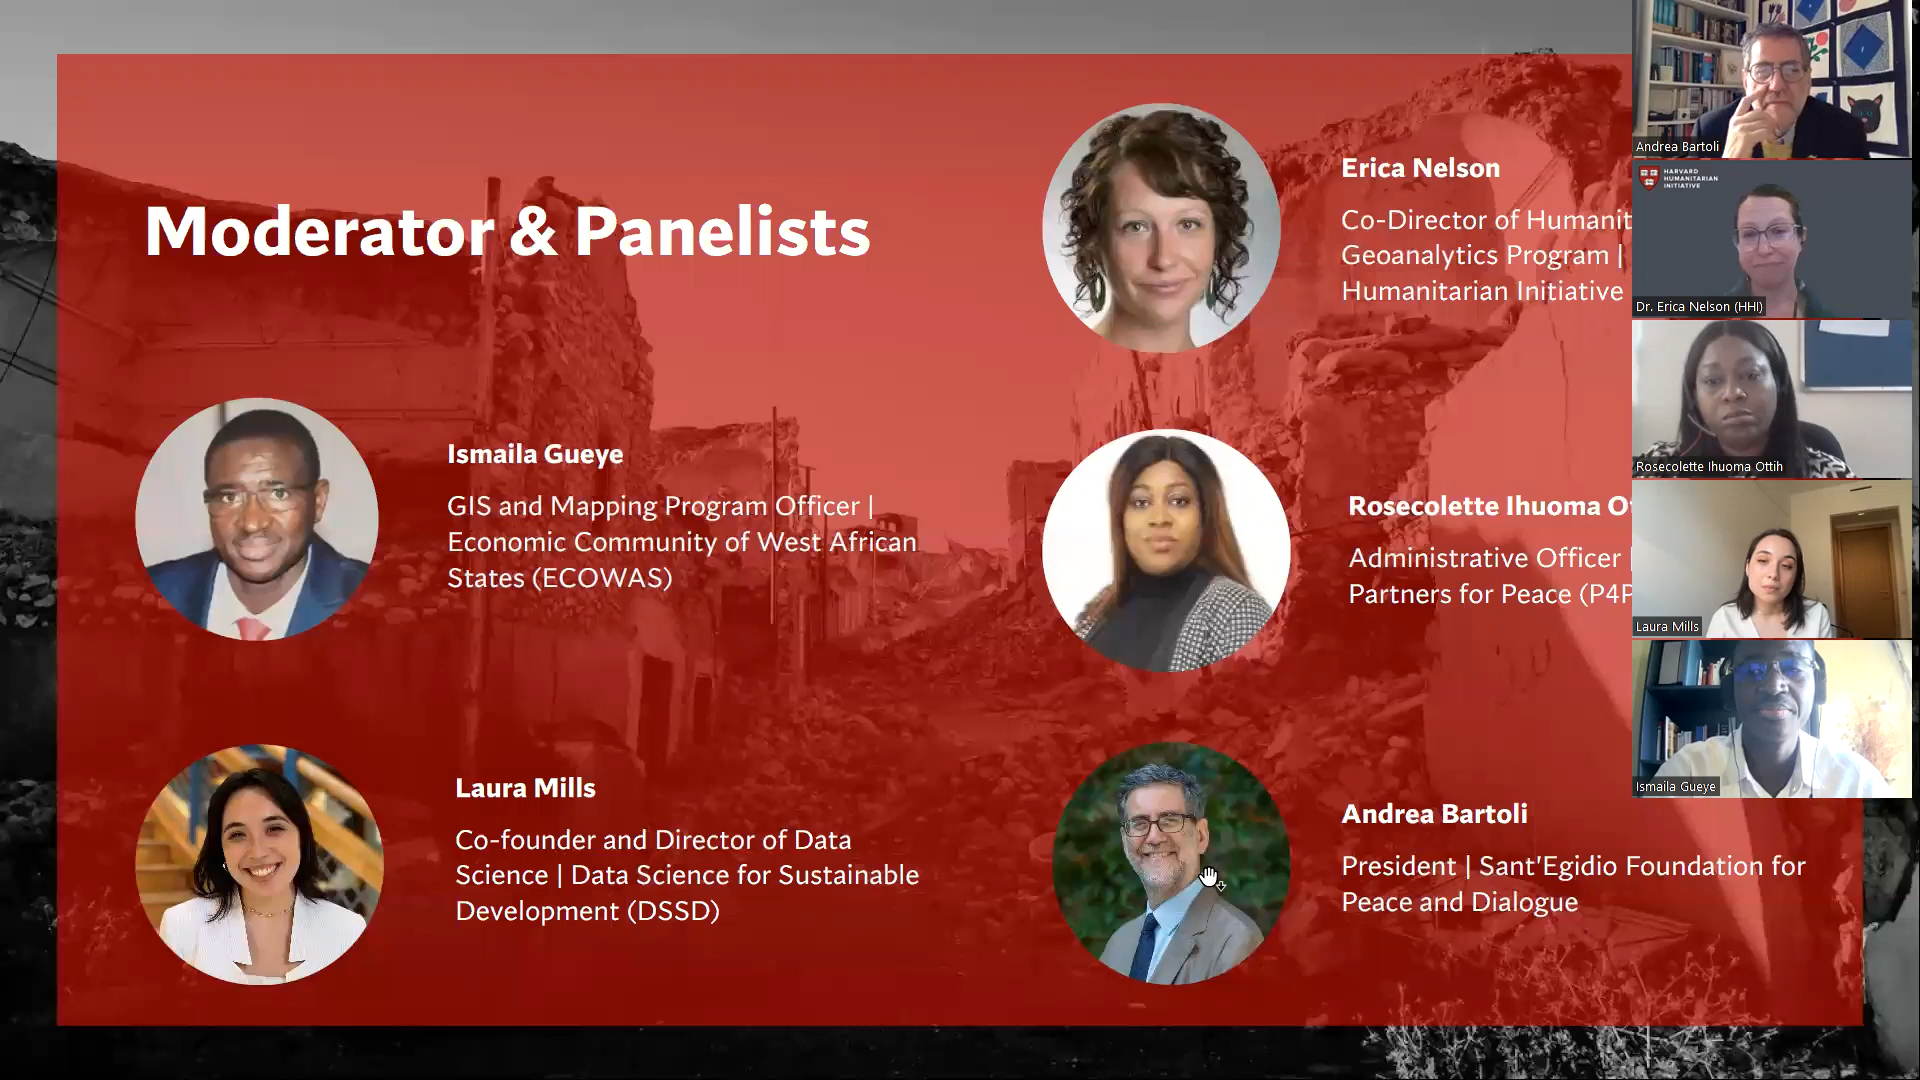 Moderator & Panelists
Ismaila Gueye
GIS and Mapping Program Officer |
Economic Community of West African
States (ECOWAS)
Laura Mills
Co-founder and Director of Data
Science | Data Science for Sustainable
Development (DSSD)
Erica Nelson
Co-Director of Humanit
Geoanalytics Program |
Humanitarian Initiative
Rosecolette Ihuoma O
Administrative Officer |
Partners for Peace (P4P
Andrea Bartoli
President | Sant'Egidio Foundation for
Peace and Dialogue
Andrea Bartoli
HARVARD
HUMANITARIAN
INITIATIVE
Dr. Erica Nelson (HHI)
Rosecolette Ihuoma Ottih
Laura Mills
Ismaila Gueye